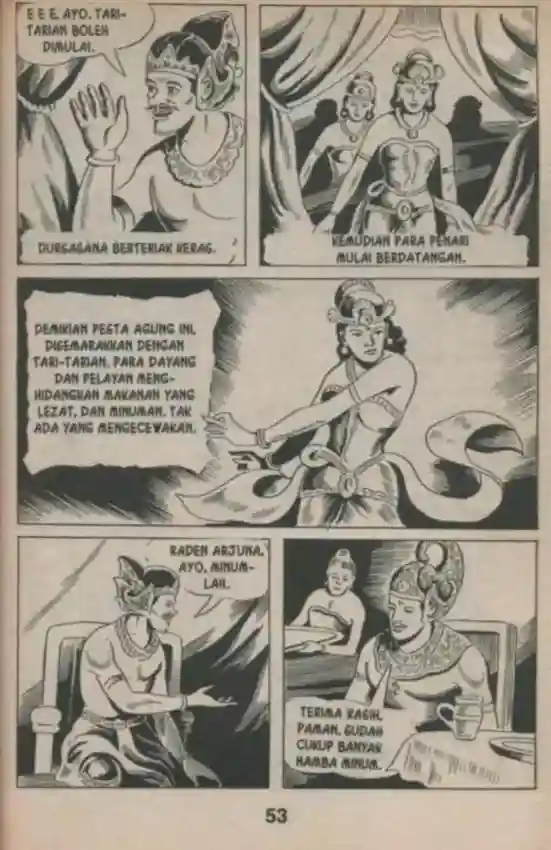 E E E, AYO, TARI-
TARIAN BOLEH
DIMULAI.
DURSASANA BERTERIAK KERAS.
KEMUDIAN PARA PENARI
MULAI BERDATANGAN.
DEMIKIAN PESTA AGUNG INI,
DISEMARAKKAN DENGAN
TARI-TARIAN. PARA DAYANG
DAN PELAYAN MENG-
HIDANGKAN MAKANAN YANG
LEZAT, DAN MINUMAN. TAK
ADA YANG MENGECEWAKAN.
RADEN ARJUNA,
AYO, MINUM-
LAH.
TERIMA KASIH,
PAMAN. SUDAH
CUKUP BANYAK
HAMBA MINUM.
53